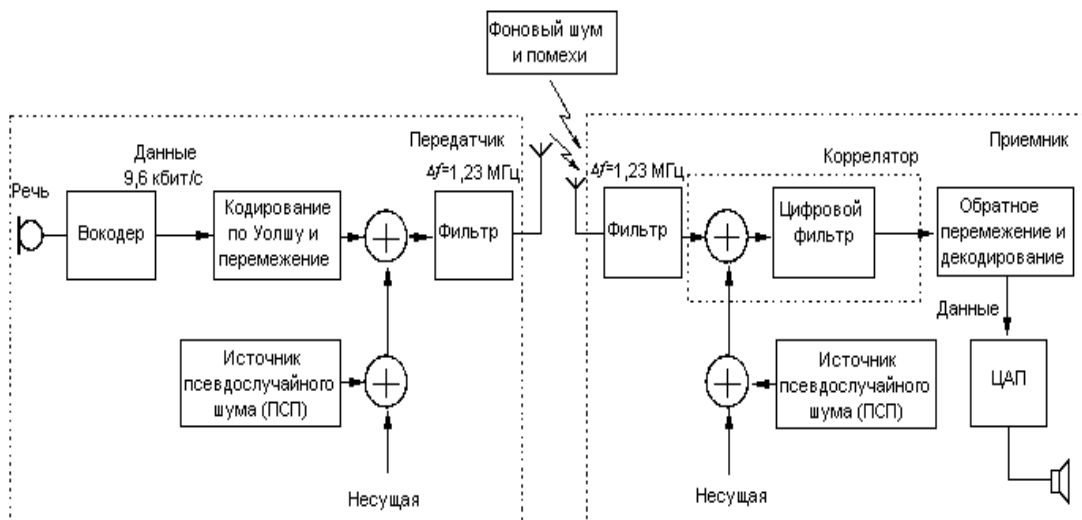 Фоновый шум
и помехи
Передатчик
Приемник
Данные
9,6 кбит/с
Δf=1,23 МГц
Δf=1,23 МГц
Коррелятор
Речь
Вокодер
Кодирование
по Уолшу и
перемежение
Фильтр
Фильтр
Цифровой
фильтр
Обратное
перемежение и
декодирование
Данные
Источник
псевдослучайного
шума (ПСП)
Источник
псевдослучайного
шума (ПСП)
ЦАП
Несущая
Несущая